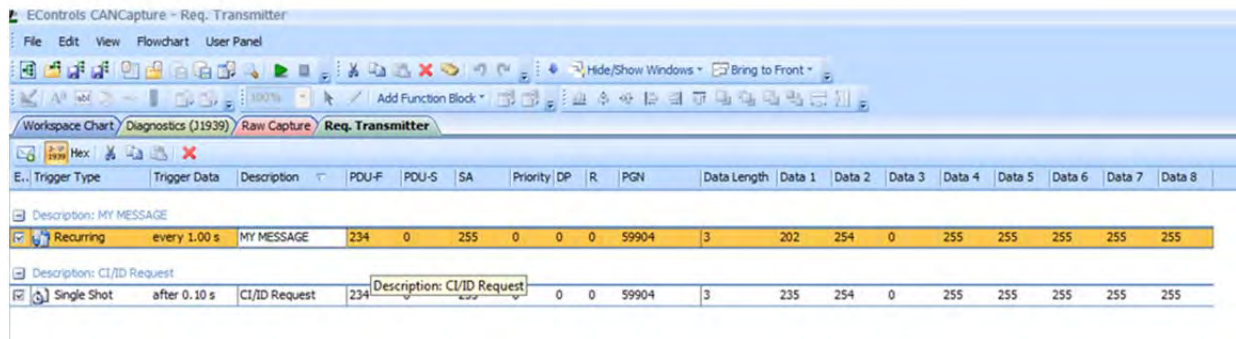 EControls CANCapture - Req. Transmitter
File Edit View Flowchart User Panel
Hide/Show Windows Bring to Front
100% Add Function Block
Workspace Chart Diagnostics (J1939) Raw Capture Req. Transmitter
1939 Hex
E.. Trigger Type Trigger Data Description PDU-F PDU-S SA Priority DP R PGN Data Length Data 1 Data 2 Data 3 Data 4 Data 5 Data 6 Data 7 Data 8
Description: MY MESSAGE
Recurring every 1.00 s MY MESSAGE 234 0 255 0 0 0 59904 3 202 254 0 255 255 255 255 255
Description: CI/ID Request
Description: CI/ID Request
Single Shot after 0.10 s CI/ID Request 234 0 0 59904 3 235 254 0 255 255 255 255 255